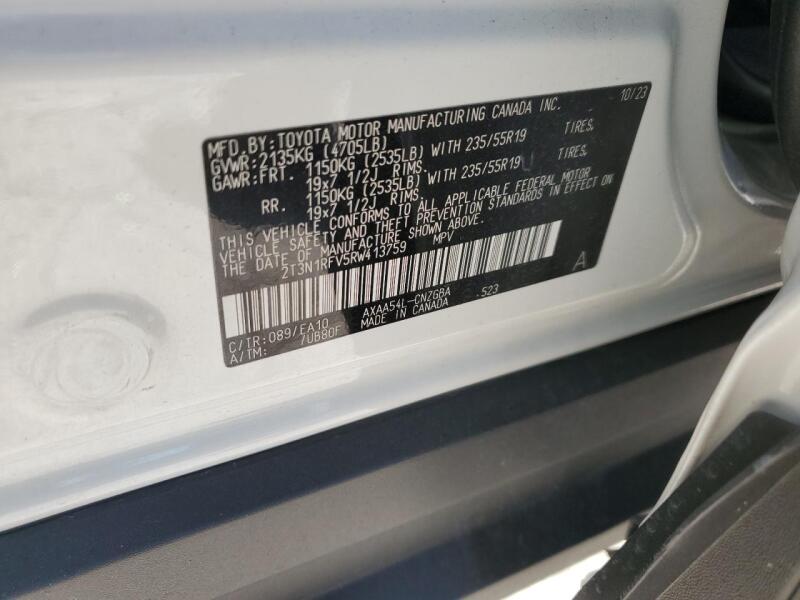 10/23
MFD.BY:TOYOTA MOTOR MANUFACTURING CANADA INC.
GVWR:2135KG (4705LB)
GAWR:FRT. 1150KG (2535LB) WITH 235/55R19 TIRES,
19x7 1/2J RIMS,
RR. 1150KG (2535LB) WITH 235/55R19 TIRES,
19x7 1/2J RIMS.
THIS VEHICLE CONFORMS TO ALL APPLICABLE FEDERAL MOTOR
VEHICLE SAFETY AND THEFT PREVENTION STANDARDS IN EFFECT ON
THE DATE OF MANUFACTURE SHOWN ABOVE.
2T3N1RFV5RW413759 MPV
A
C/TR:089/EA10 AXAA54L-CNZGBA 523
A/TM: /UB80F MADE IN CANADA